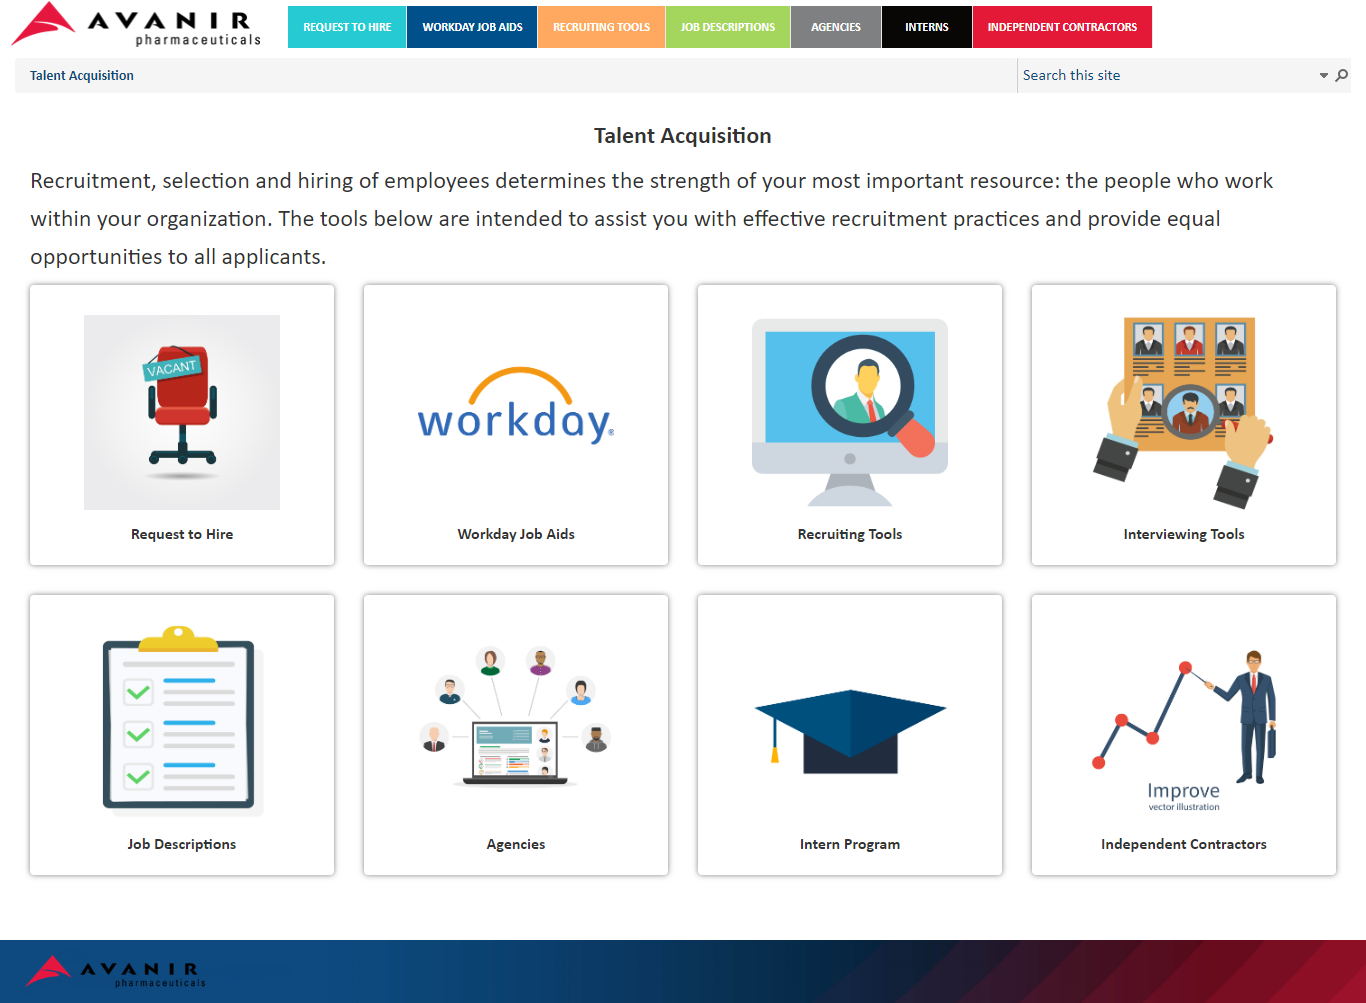 AVANIR
pharmaceuticals
REQUEST TO HIRE
WORKDAY JOB AIDS
RECRUITING TOOLS
JOB DESCRIPTIONS
AGENCIES
INTERNS
INDEPENDENT CONTRACTORS
Talent Acquisition
Search this site
Talent Acquisition
Recruitment, selection and hiring of employees determines the strength of your most important resource: the people who work
within your organization. The tools below are intended to assist you with effective recruitment practices and provide equal
opportunities to all applicants.
VACANT
workday®
Request to Hire
Workday Job Aids
Recruiting Tools
Interviewing Tools
Improve
vector illustration
Job Descriptions
Agencies
Intern Program
Independent Contractors
AVANIR
pharmaceuticals